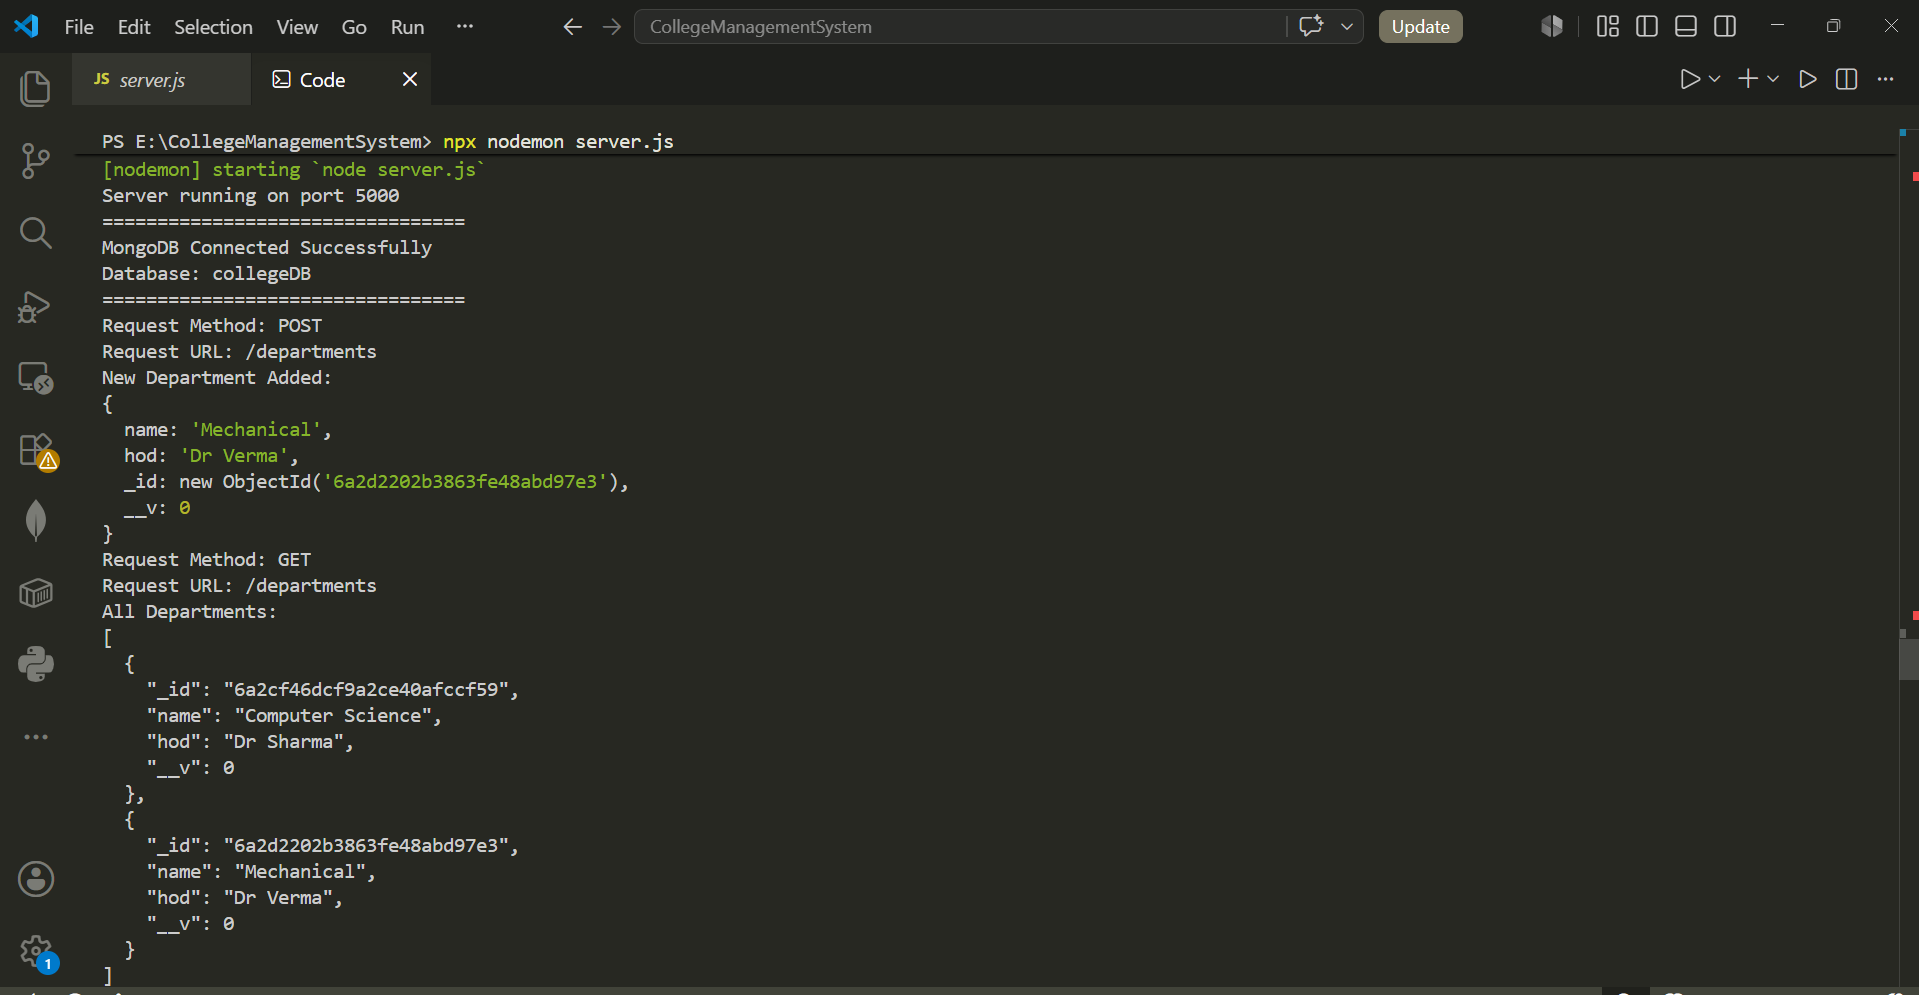 File Edit Selection View Go Run ···
CollegeManagementSystem
Update
JS server.js
Code
PS E:\CollegeManagementSystem> npx nodemon server.js
[nodemon] starting `node server.js`
Server running on port 5000
=================================
MongoDB Connected Successfully
Database: collegeDB
=================================
Request Method: POST
Request URL: /departments
New Department Added:
{
  name: 'Mechanical',
  hod: 'Dr Verma',
  _id: new ObjectId('6a2d2202b3863fe48abd97e3'),
  __v: 0
}
Request Method: GET
Request URL: /departments
All Departments:
[
  {
    "_id": "6a2cf46dcf9a2ce40afccf59",
    "name": "Computer Science",
    "hod": "Dr Sharma",
    "__v": 0
  },
  {
    "_id": "6a2d2202b3863fe48abd97e3",
    "name": "Mechanical",
    "hod": "Dr Verma",
    "__v": 0
  }
]
1